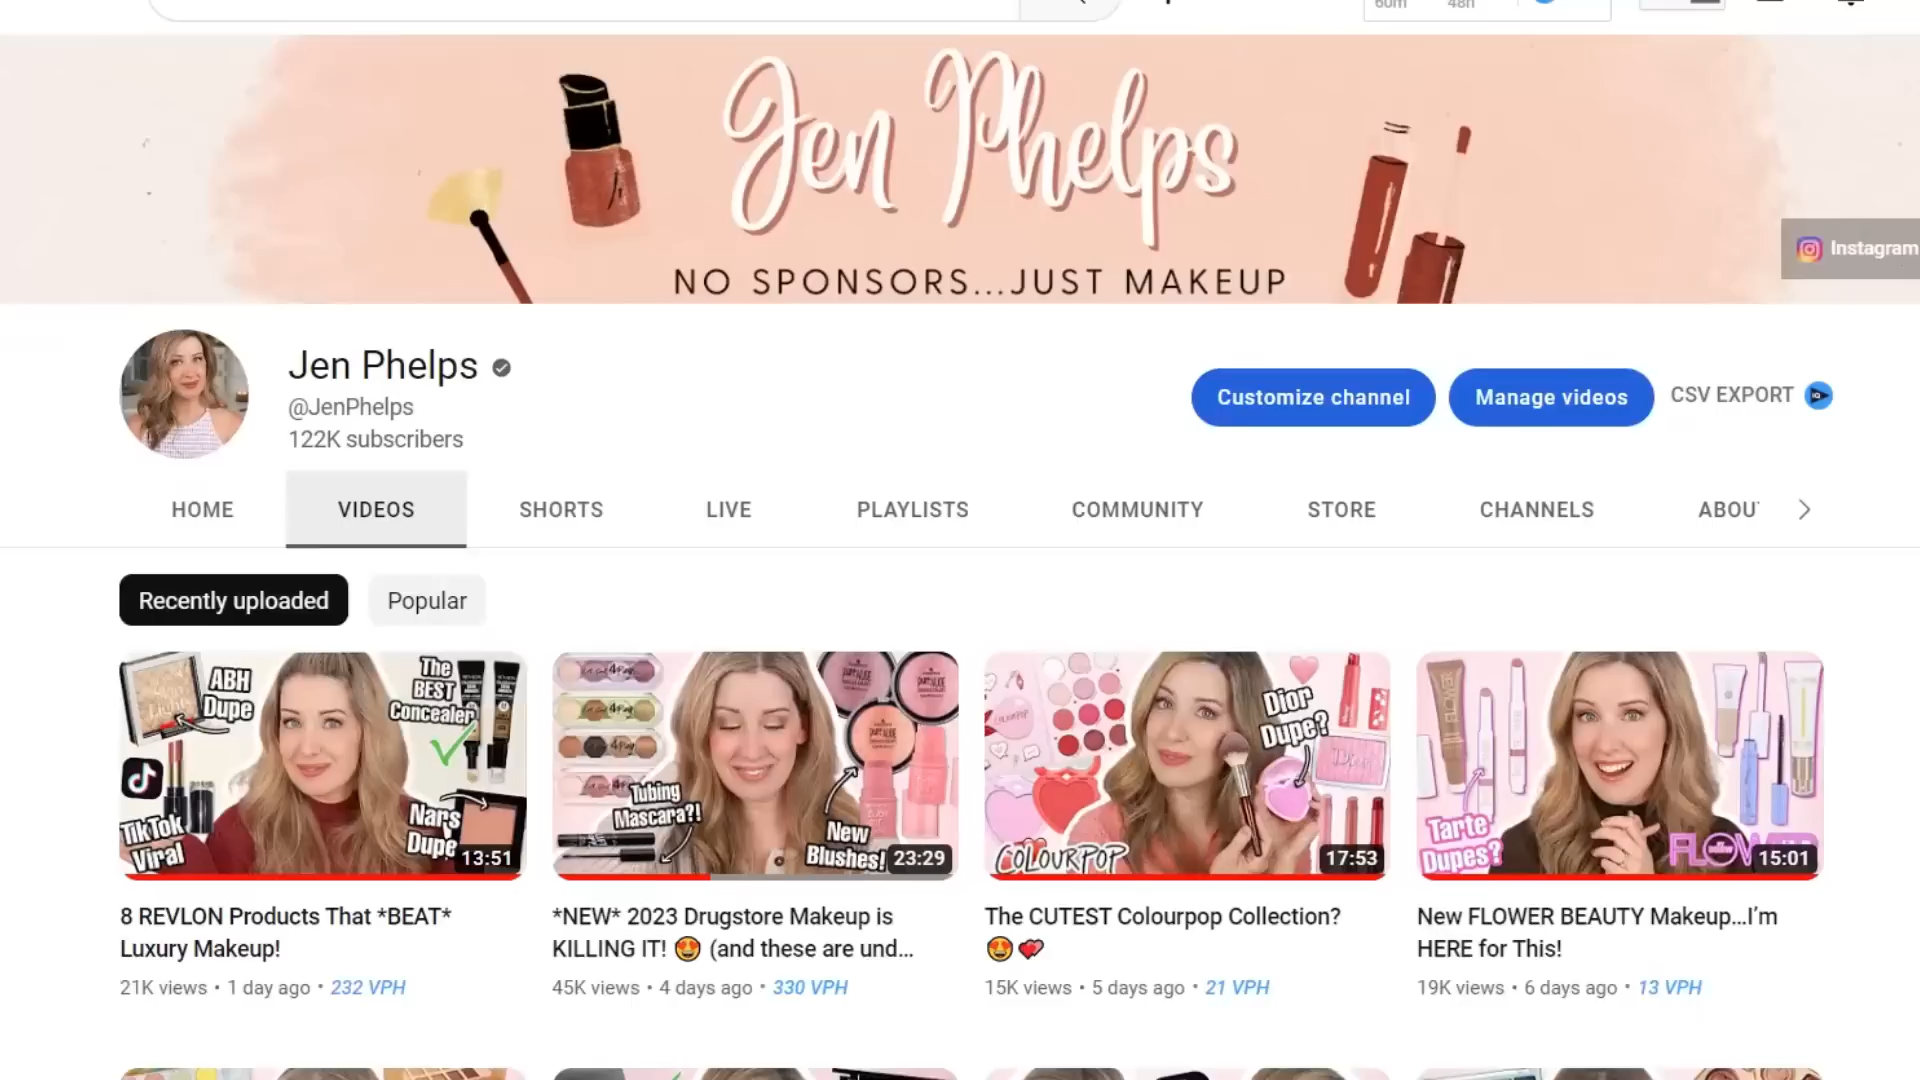 60m 48h
Jen Phelps
NO SPONSORS...JUST MAKEUP
Instagram
Jen Phelps
@JenPhelps
122K subscribers
Customize channel
Manage videos
CSV EXPORT
HOME
VIDEOS
SHORTS
LIVE
PLAYLISTS
COMMUNITY
STORE
CHANNELS
ABOU
Recently uploaded
Popular
ABH
Dupe
The
BEST
Concealer
TikTok
Viral
Nars
Dupe
13:51
Tubing
Mascara?!
New
Blushes!
23:29
Dior
Dupe?
COLOURPOP
17:53
Tarte
Dupes?
15:01
8 REVLON Products That *BEAT*
Luxury Makeup!
21K views • 1 day ago • 232 VPH
*NEW* 2023 Drugstore Makeup is
KILLING IT! 😍 (and these are und...
45K views • 4 days ago • 330 VPH
The CUTEST Colourpop Collection?
😍💕
15K views • 5 days ago • 21 VPH
New FLOWER BEAUTY Makeup...I'm
HERE for This!
19K views • 6 days ago • 13 VPH